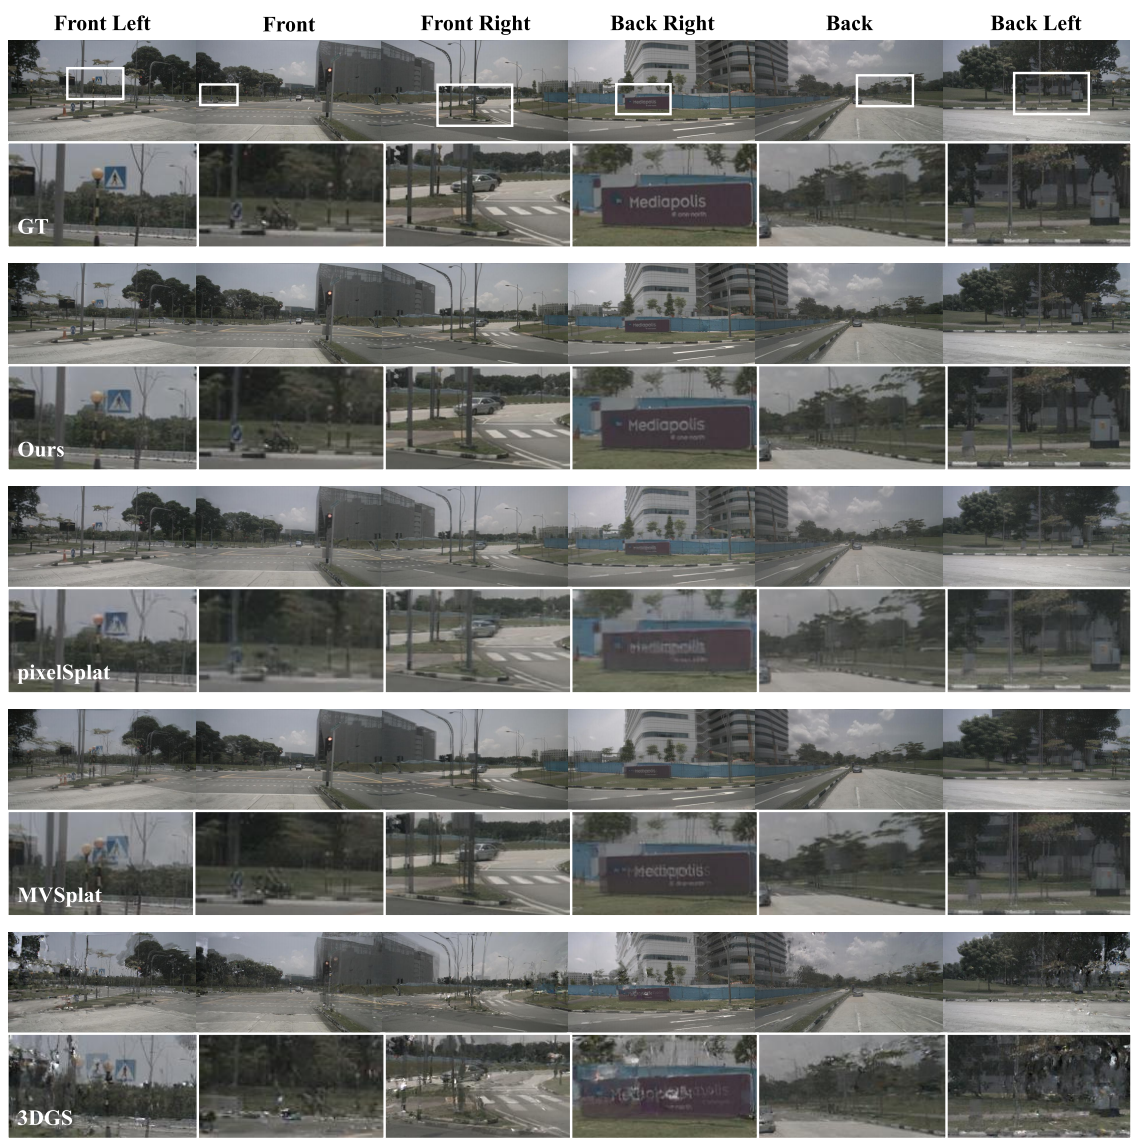 Front Left Front Front Right Back Right Back Back Left
Mediapolis
GT
Mediapolis
@ one-north
Mediapolis
Ours
Mediapolis
@ one-north
pixelSplat
Mediapolis
MVSplat
3DGS